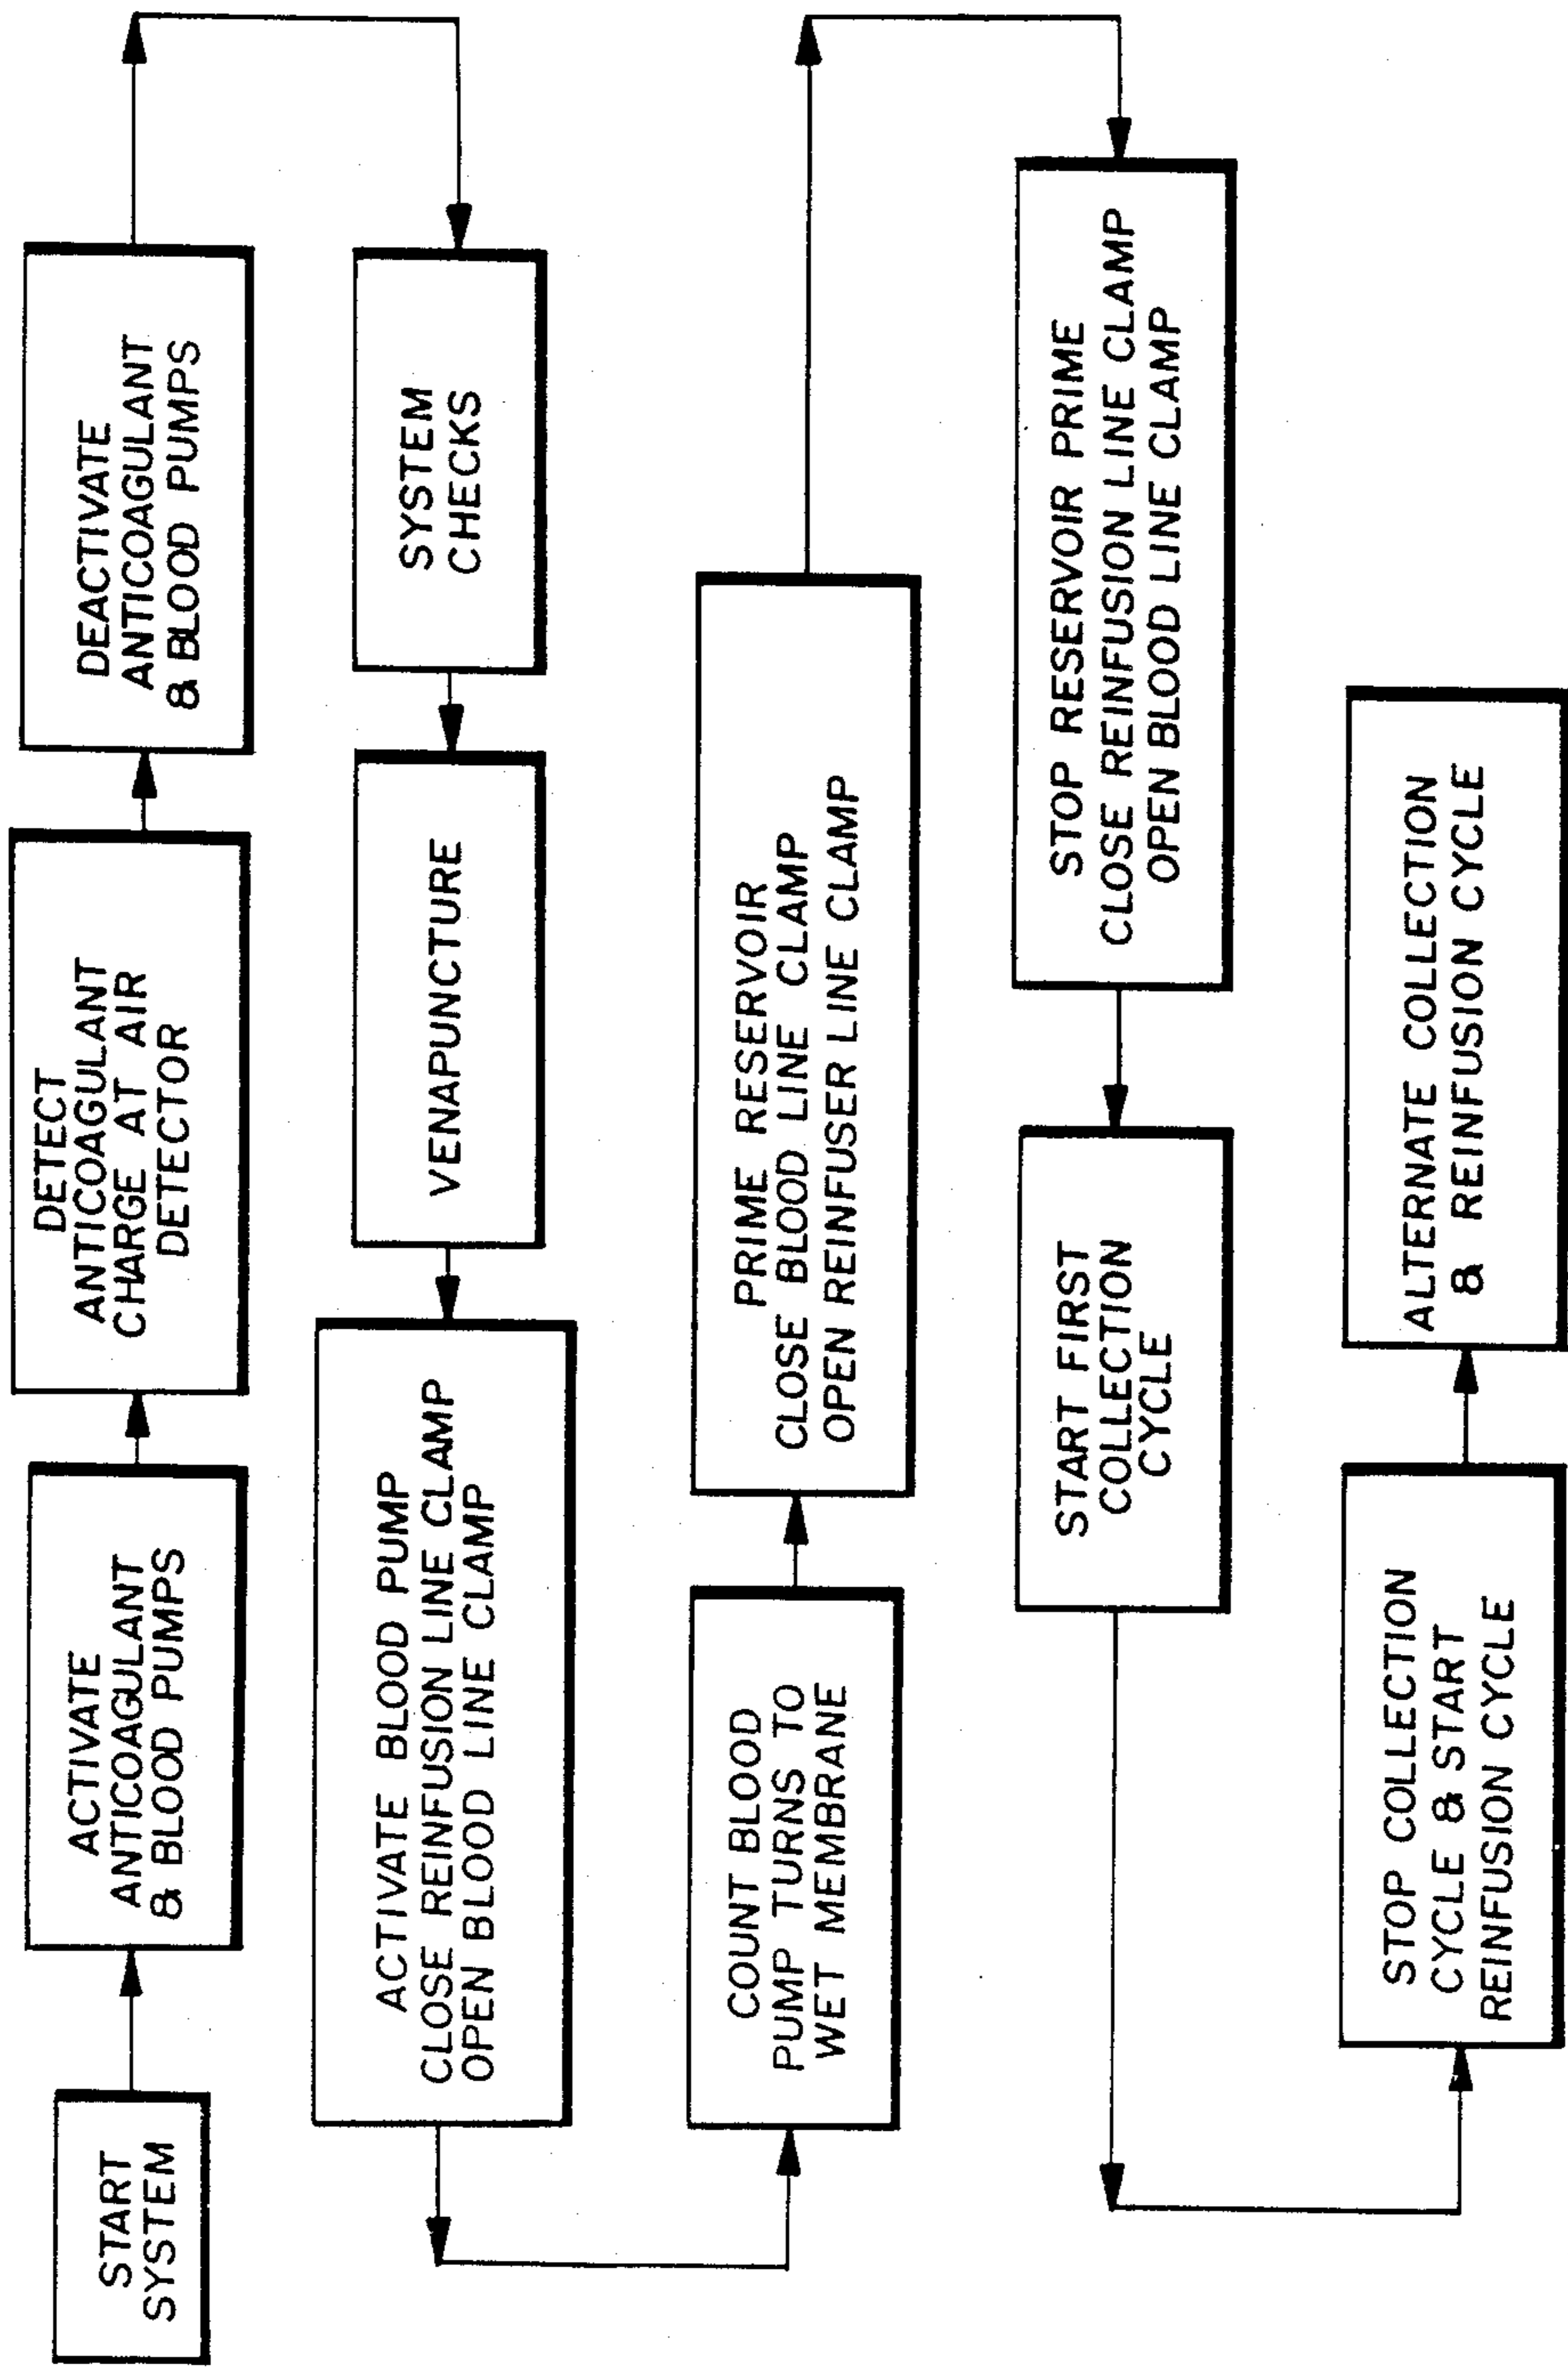 START
SYSTEM
ACTIVATE
ANTICOAGULANT
& BLOOD PUMPS
DETECT
ANTICOAGULANT
CHARGE AT AIR
DETECTOR
DEACTIVATE
ANTICOAGULANT
& BLOOD PUMPS
SYSTEM
CHECKS
VENAPUNCTURE
ACTIVATE BLOOD PUMP
CLOSE REINFUSION LINE CLAMP
OPEN BLOOD LINE CLAMP
COUNT BLOOD
PUMP TURNS TO
WET MEMBRANE
PRIME RESERVOIR
CLOSE BLOOD LINE CLAMP
OPEN REINFUSER LINE CLAMP
STOP RESERVOIR PRIME
CLOSE REINFUSION LINE CLAMP
OPEN BLOOD LINE CLAMP
START FIRST
COLLECTION
CYCLE
STOP COLLECTION
CYCLE & START
REINFUSION CYCLE
ALTERNATE COLLECTION
& REINFUSION CYCLE